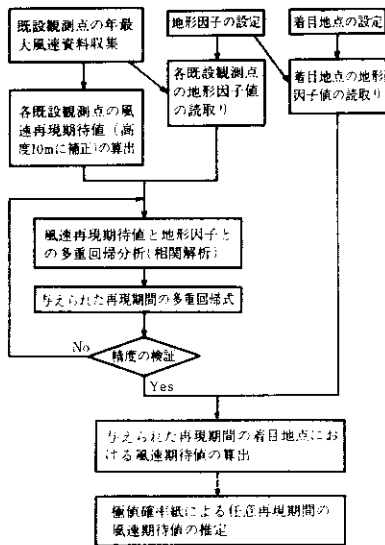 既設観測点の年最
大風速資料収集
地形因子の設定
着目地点の設定
各既設観測点の風
速再現期待値（高
度10mに補正)の算出
各既設観測点
の地形因子値
の読取り
着目地点の地形
因子値の読取り
風速再現期待値と地形因子と
の多重回帰分析(相関解析）
与えられた再現期間の多重回帰式
No
精度の検証
Yes
与えられた再現期間の着目地点にお
ける風速期待値の算出
極値確率紙による任意再現期間の
風速期待値の推定